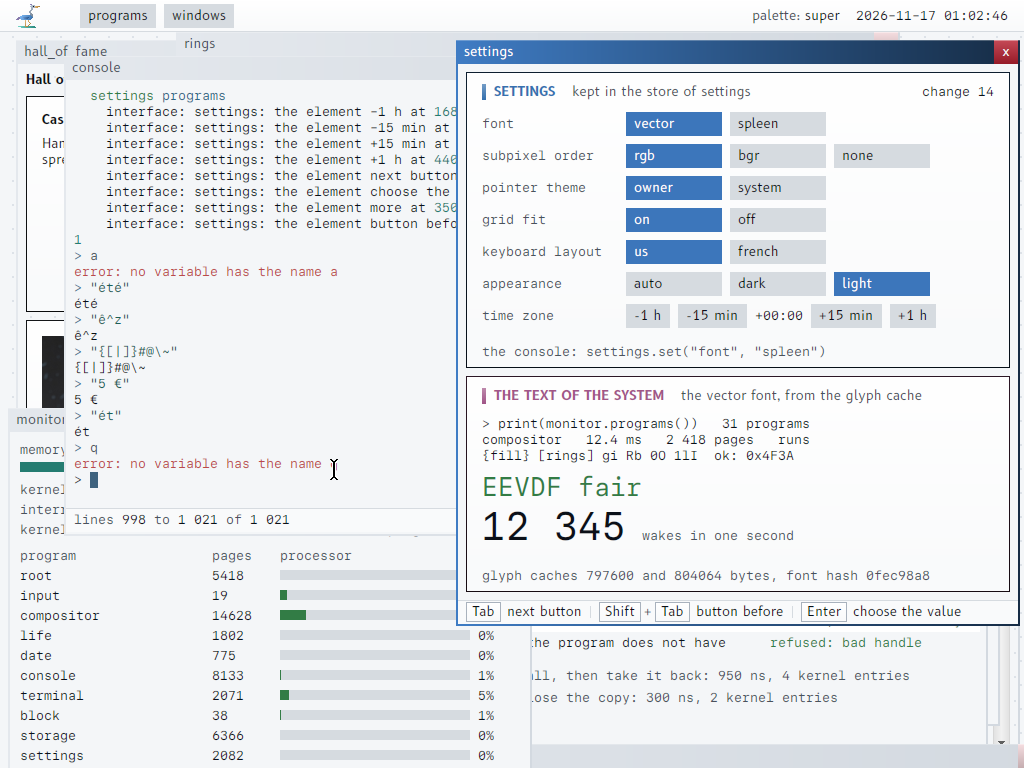 programs
windows
palette: super 2026-11-17 01:02:46
rings
hall_of fame
Hall o
Cas
Har
spre
console
settings programs
interface: settings: the element -1 h at 168
interface: settings: the element -15 min at
interface: settings: the element +15 min at
interface: settings: the element +1 h at 440
interface: settings: the element next button
interface: settings: the element choose the
interface: settings: the element more at 350
interface: settings: the element button befo
1
> a
error: no variable has the name a
> "été"
été
> "ê^z"
ê^z
> "{[|]}#@\~"
{[|]}#@\~
> "5 €"
5 €
> "ét"
ét
> q
error: no variable has the name
>
lines 998 to 1 021 of 1 021
settings
x
SETTINGS kept in the store of settings change 14
font vector spleen
subpixel order rgb bgr none
pointer theme owner system
grid fit on off
keyboard layout us french
appearance auto dark light
time zone -1 h -15 min +00:00 +15 min +1 h
the console: settings.set("font", "spleen")
THE TEXT OF THE SYSTEM the vector font, from the glyph cache
> print(monitor.programs()) 31 programs
compositor 12.4 ms 2 418 pages runs
{fill} [rings] gi Rb 0O 1lI ok: 0x4F3A
EEVDF fair
12 345 wakes in one second
glyph caches 797600 and 804064 bytes, font hash 0fec98a8
Tab next button Shift + Tab button before Enter choose the value
monitor
memory
kernel
inter
kernel
program pages processor
root 5418
input 19
compositor 14628
life 1802 0%
date 775 0%
console 8133 1%
terminal 2071 5%
block 38 1%
storage 6366 0%
settings 2082 0%
the program does not have refused: bad handle
all, then take it back: 950 ns, 4 kernel entries
lose the copy: 300 ns, 2 kernel entries